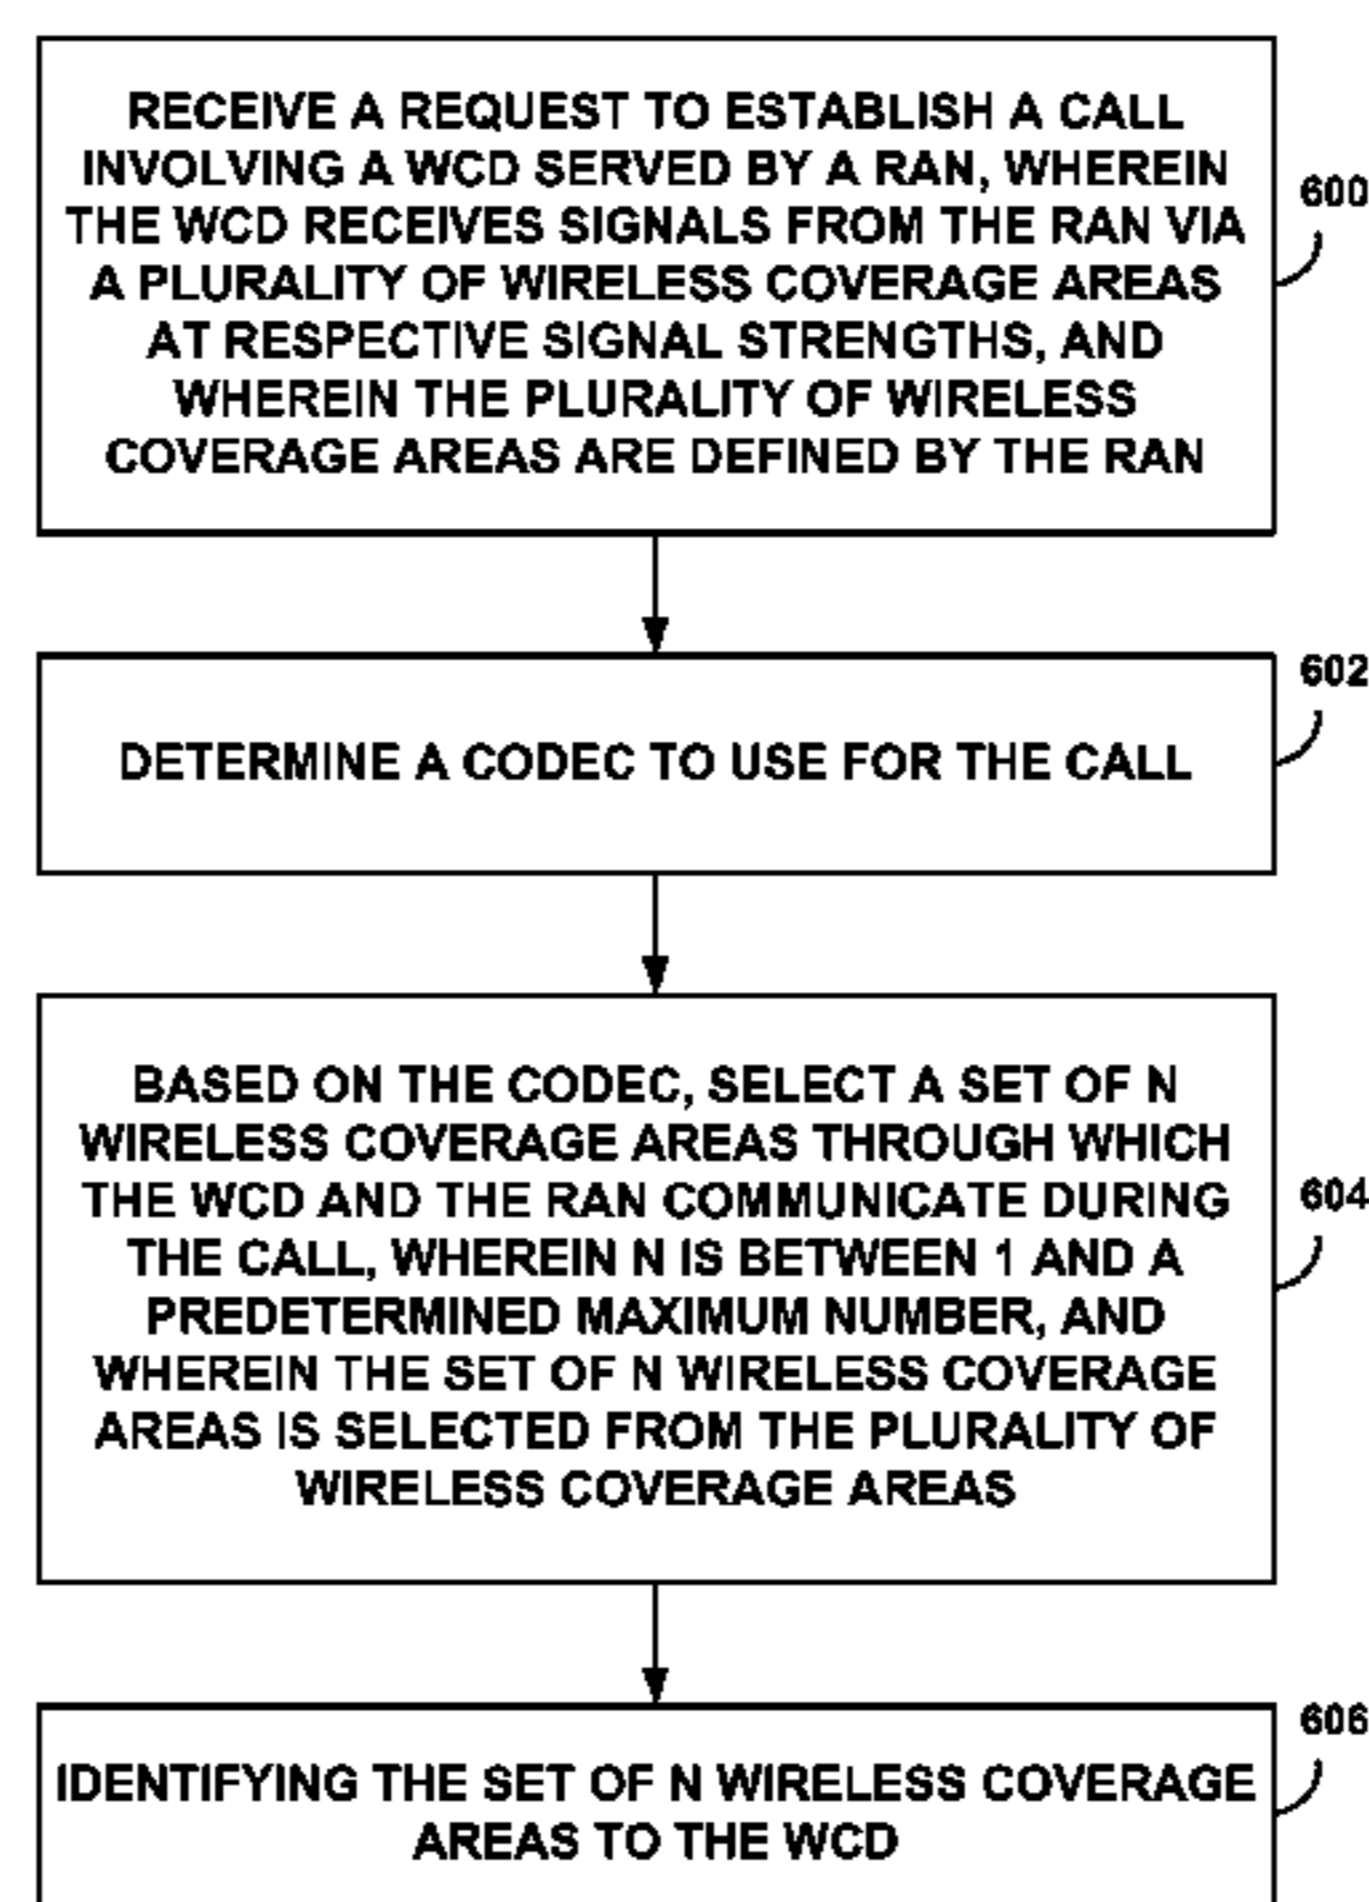 RECEIVE A REQUEST TO ESTABLISH A CALL
INVOLVING A WCD SERVED BY A RAN, WHEREIN
THE WCD RECEIVES SIGNALS FROM THE RAN VIA
A PLURALITY OF WIRELESS COVERAGE AREAS
AT RESPECTIVE SIGNAL STRENGTHS, AND
WHEREIN THE PLURALITY OF WIRELESS
COVERAGE AREAS ARE DEFINED BY THE RAN
600
DETERMINE A CODEC TO USE FOR THE CALL
602
BASED ON THE CODEC, SELECT A SET OF N
WIRELESS COVERAGE AREAS THROUGH WHICH
THE WCD AND THE RAN COMMUNICATE DURING
THE CALL, WHEREIN N IS BETWEEN 1 AND A
PREDETERMINED MAXIMUM NUMBER, AND
WHEREIN THE SET OF N WIRELESS COVERAGE
AREAS IS SELECTED FROM THE PLURALITY OF
WIRELESS COVERAGE AREAS
604
IDENTIFYING THE SET OF N WIRELESS COVERAGE
AREAS TO THE WCD
606